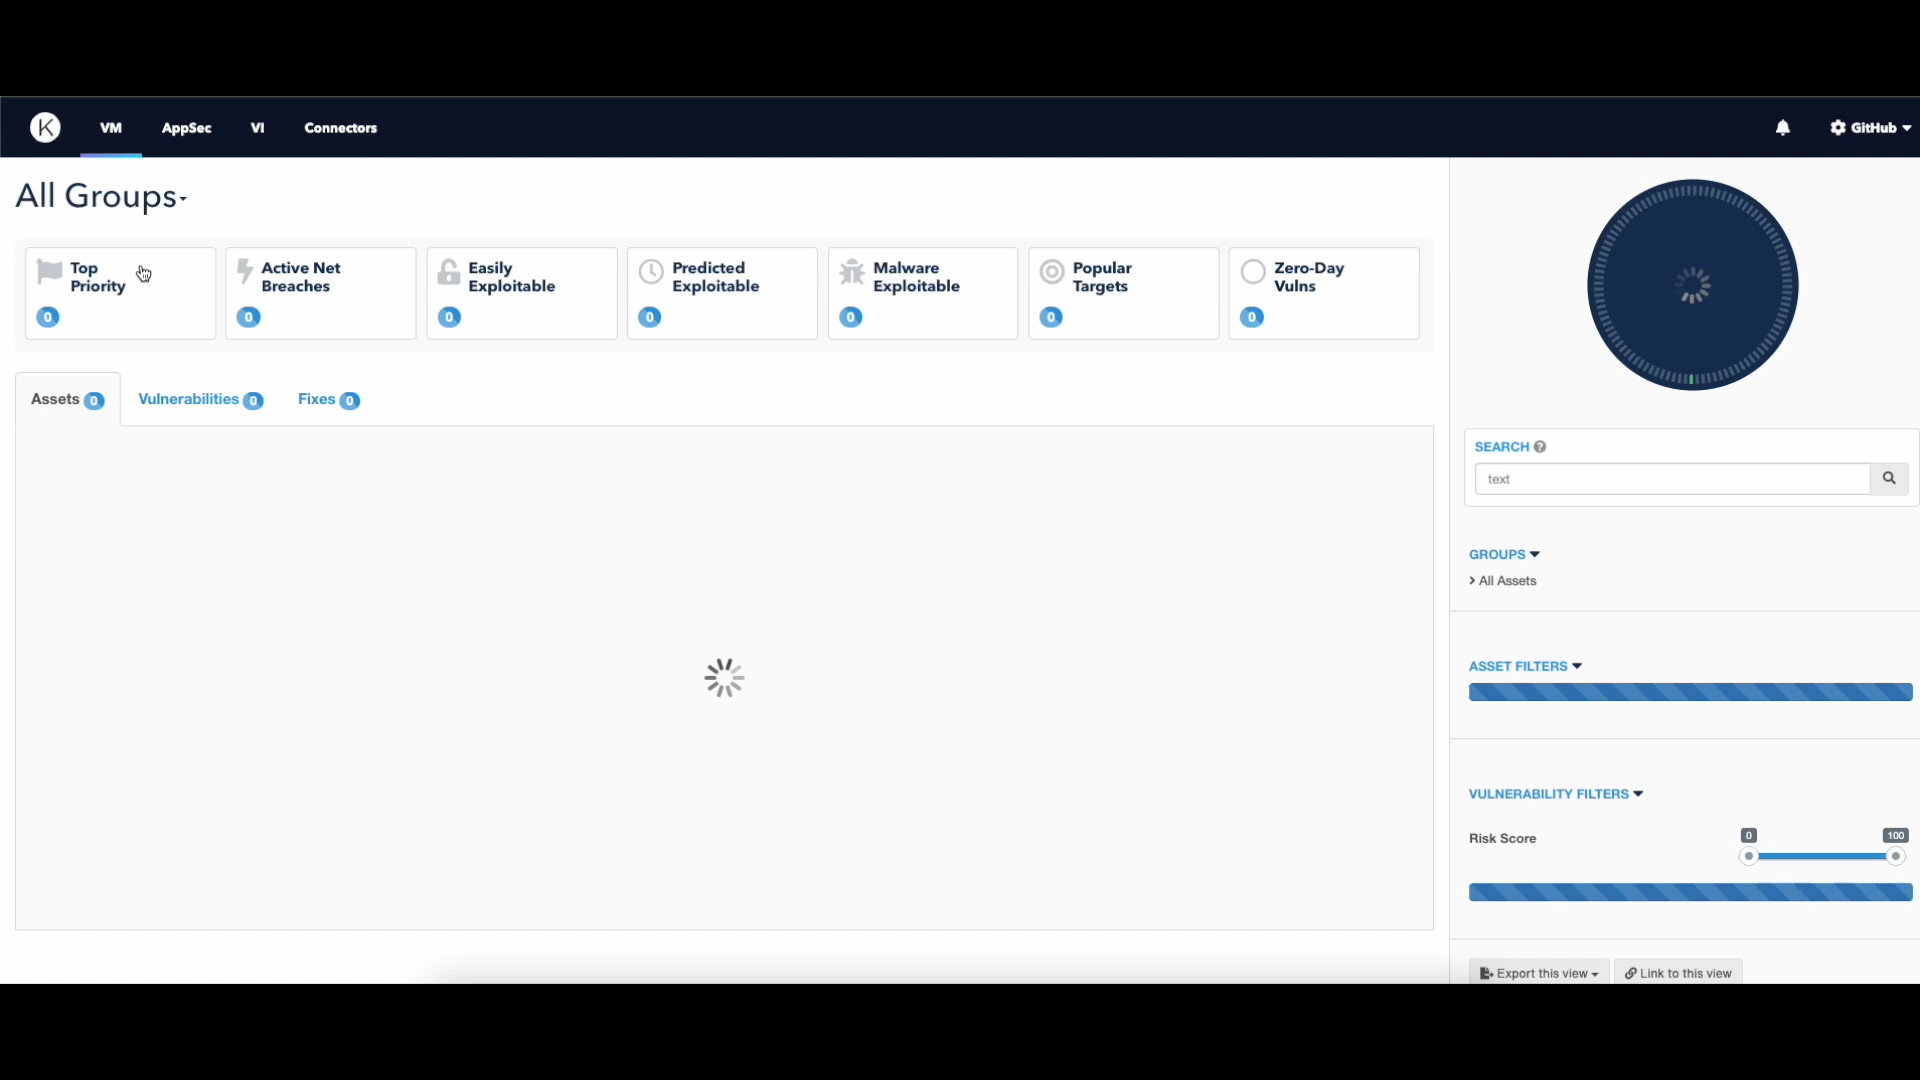 K VM AppSec VI Connectors GitHub
All Groups
Top Priority
0
Active Net Breaches
0
Easily Exploitable
0
Predicted Exploitable
0
Malware Exploitable
0
Popular Targets
0
Zero-Day Vulns
0
Assets 0 Vulnerabilities 0 Fixes 0
SEARCH ?
text
GROUPS
> All Assets
ASSET FILTERS
VULNERABILITY FILTERS
Risk Score 0 100
Export this view Link to this view